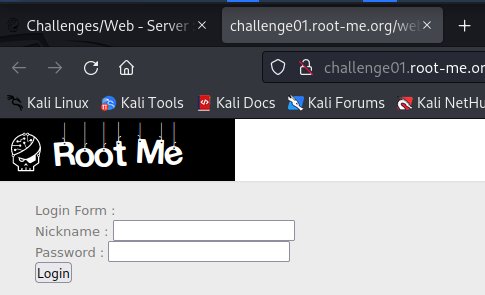 Challenges/Web - Server
challenge01.root-me.org/we
challenge01.root-me.or
Kali Linux Kali Tools Kali Docs Kali Forums Kali NetHu
Root Me
Login Form :
Nickname :
Password :
Login